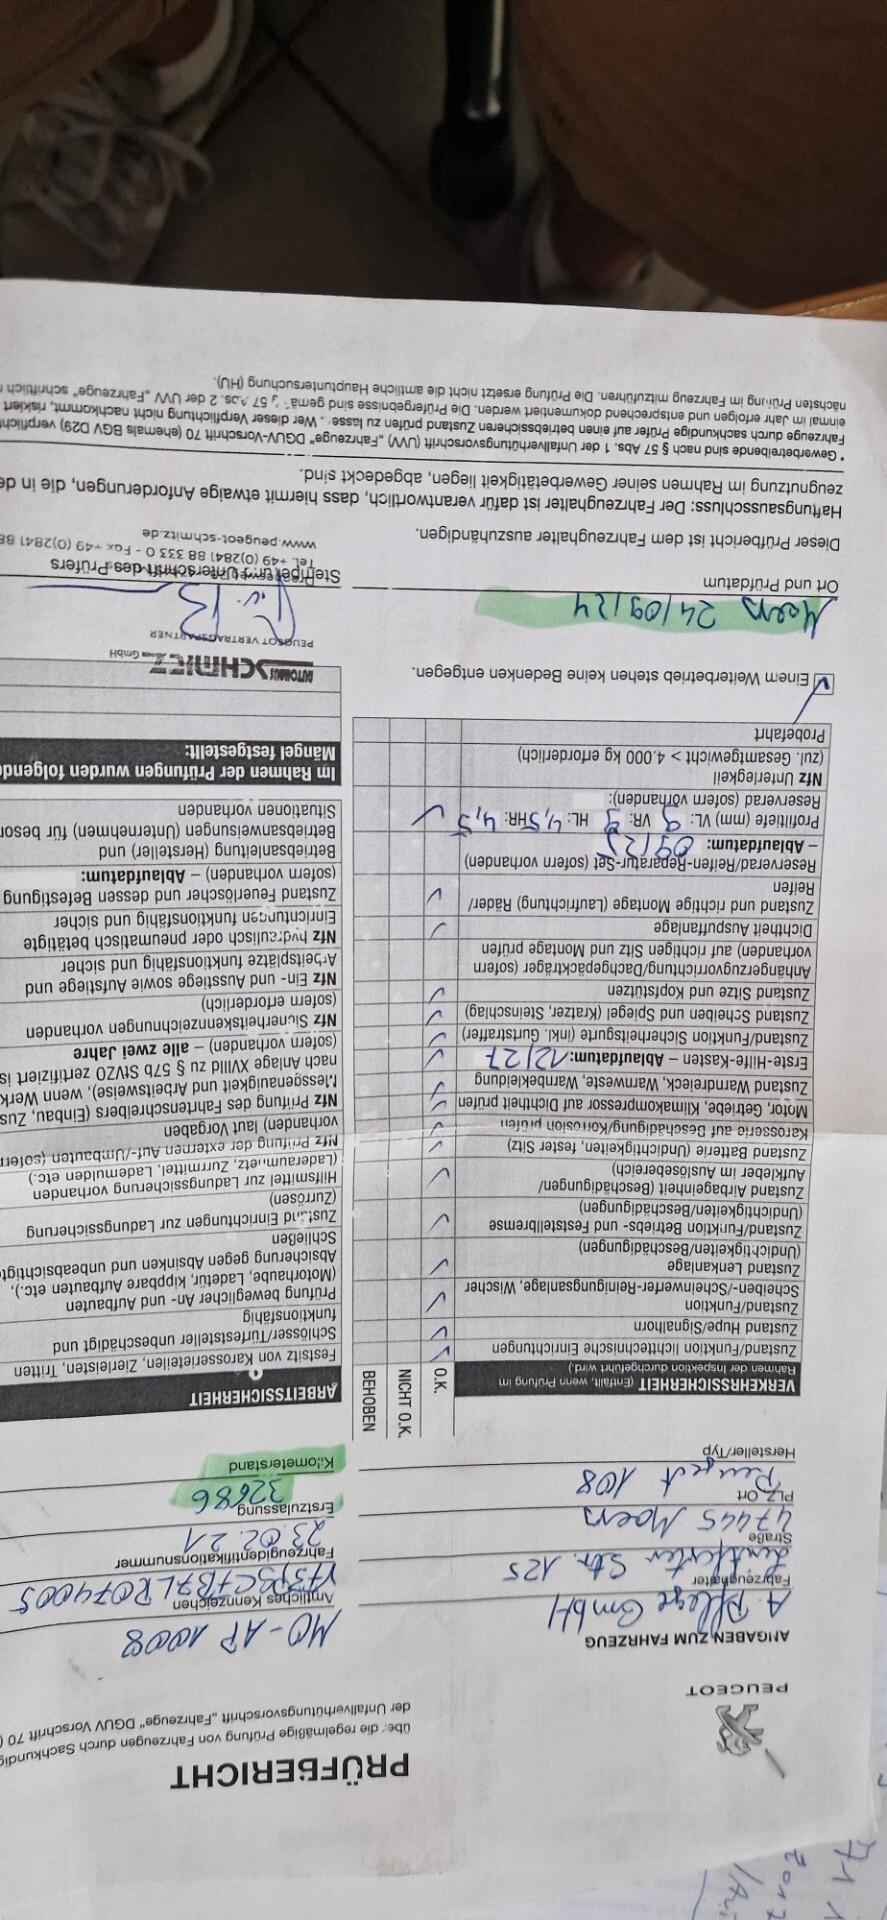 PEUGEOT
PRÜFBERICHT
über die regelmäßige Prüfung von Fahrzeugen durch Sachkundig
der Unfallverhütungsvorschrift „Fahrzeuge“ DGUV Vorschrift 70 (
ANGABEN ZUM FAHRZEUG
A. Pflege GmbH
Fahrzeughalter
Str. 125
Straße
47445 Moers
PLZ Ort
Peugeot 108
Hersteller/Typ
MO-AP 1008
Amtliches Kennzeichen
Fahrzeugidentifikationsnummer
23.02.21
Erstzulassung
32686
Kilometerstand
VERKEHRSSICHERHEIT (Entfällt, wenn Prüfung im
Rahmen der Inspektion durchgeführt wird.)
O.K.
NICHT O.K.
BEHOBEN
Zustand/Funktion lichttechnische Einrichtungen
Zustand Hupe/Signalhorn
Zustand/Funktion
Scheiben-/Scheinwerfer-Reinigungsanlage, Wischer
Zustand Lenkanlage
(Undichtigkeiten/Beschädigungen)
Zustand/Funktion Betriebs- und Feststellbremse
(Undichtigkeiten/Beschädigungen)
Zustand Airbageinheit (Beschädigungen/
Aufkleber im Auslösebereich)
Zustand Batterie (Undichtigkeiten, fester Sitz)
Karosserie auf Beschädigung/Korrosion prüfen
Motor, Getriebe, Klimakompressor auf Dichtheit prüfen
Zustand Warndreieck, Warnweste, Warnbekleidung
Erste-Hilfe-Kasten – Ablaufdatum: 12/27
Zustand/Funktion Sicherheitsgurte (inkl. Gurtstraffer)
Zustand Scheiben und Spiegel (Kratzer, Steinschlag)
Zustand Sitze und Kopfstützen
Anhängerzugvorrichtung/Dachgepäckträger (sofern
vorhanden) auf richtigen Sitz und Montage prüfen
Dichtheit Auspuffanlage
Zustand und richtige Montage (Laufrichtung) Räder/
Reifen
Reserverad/Reifen-Reparatur-Set (sofern vorhanden)
– Ablaufdatum: 09/25
Profiltiefe (mm) VL: 9 VR: 9 HL: 4,5 HR: 4,5
Reserverad (sofern vorhanden):
Nfz Unterlegkeil
(zul. Gesamtgewicht > 4.000 kg erforderlich)
Probefahrt
ARBEITSSICHERHEIT
Festsitz von Karosserieteilen, Zierleisten, Tritten
Schlösser/Türfeststeller unbeschädigt und
funktionsfähig
Prüfung beweglicher An- und Aufbauten
(Motorhaube, Ladetür, kippbare Aufbauten etc.),
Absicherung gegen Absinken und unbeabsichtigt
Schließen
Zustand Einrichtungen zur Ladungssicherung
(Zurrösen)
Hilfsmittel zur Ladungssicherung vorhanden
(Laderaumnetz, Zurrmittel, Lademulden etc.)
Nfz Prüfung der externen Auf-/Umbauten (sofern
vorhanden) laut Vorgaben
Nfz Prüfung des Fahrtenschreibers (Einbau, Zus
Messgenauigkeit und Arbeitsweise), wenn Werk
nach Anlage XVIIId zu § 57b StVZO zertifiziert is
(sofern vorhanden) – alle zwei Jahre
Nfz Sicherheitskennzeichnungen vorhanden
(sofern erforderlich)
Nfz Ein- und Ausstiege sowie Aufstiege und
Arbeitsplätze funktionsfähig und sicher
Nfz hydraulisch oder pneumatisch betätigte
Einrichtungen funktionsfähig und sicher
Zustand Feuerlöscher und dessen Befestigung
(sofern vorhanden) – Ablaufdatum:
Betriebsanleitung (Hersteller) und
Betriebsanweisungen (Unternehmen) für besor
Situationen vorhanden
Im Rahmen der Prüfungen wurden folgende
Mängel festgestellt:
Einem Weiterbetrieb stehen keine Bedenken entgegen.
Moers 24/09/24
Ort und Prüfdatum
AUTOHAUS SCHMITZ GmbH
PEUGEOT VERTRAGSPARTNER
Stempel und Unterschrift des Prüfers
Tel. +49 (0)2841 88 333 0 - Fax +49 (0)2841 88
www.peugeot-schmitz.de
Dieser Prüfbericht ist dem Fahrzeughalter auszuhändigen.
Haftungsausschluss: Der Fahrzeughalter ist dafür verantwortlich, dass hiermit etwaige Anforderungen, die in de
zeugnutzung im Rahmen seiner Gewerbetätigkeit liegen, abgedeckt sind.
* Gewerbetreibende sind nach § 57 Abs. 1 der Unfallverhütungsvorschrift (UVV) „Fahrzeuge“ DGUV-Vorschrift 70 (ehemals BGV D29) verpflicht
Fahrzeuge durch sachkundige Prüfer auf einen betriebssicheren Zustand prüfen zu lassen. Wer dieser Verpflichtung nicht nachkommt, riskiert
einmal im Jahr erfolgen und entsprechend dokumentiert werden. Die Prüfergebnisse sind gemäß § 57 Abs. 2 der UVV „Fahrzeuge“ schriftlich
nächsten Prüfung im Fahrzeug mitzuführen. Die Prüfung ersetzt nicht die amtliche Hauptuntersuchung (HU).